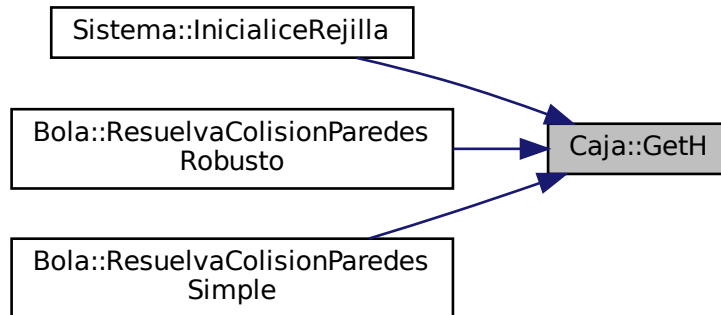 Sistema::InicialiceRejilla
Bola::ResuelvaColisionParedes
Robusto
Caja::GetH
Bola::ResuelvaColisionParedes
Simple